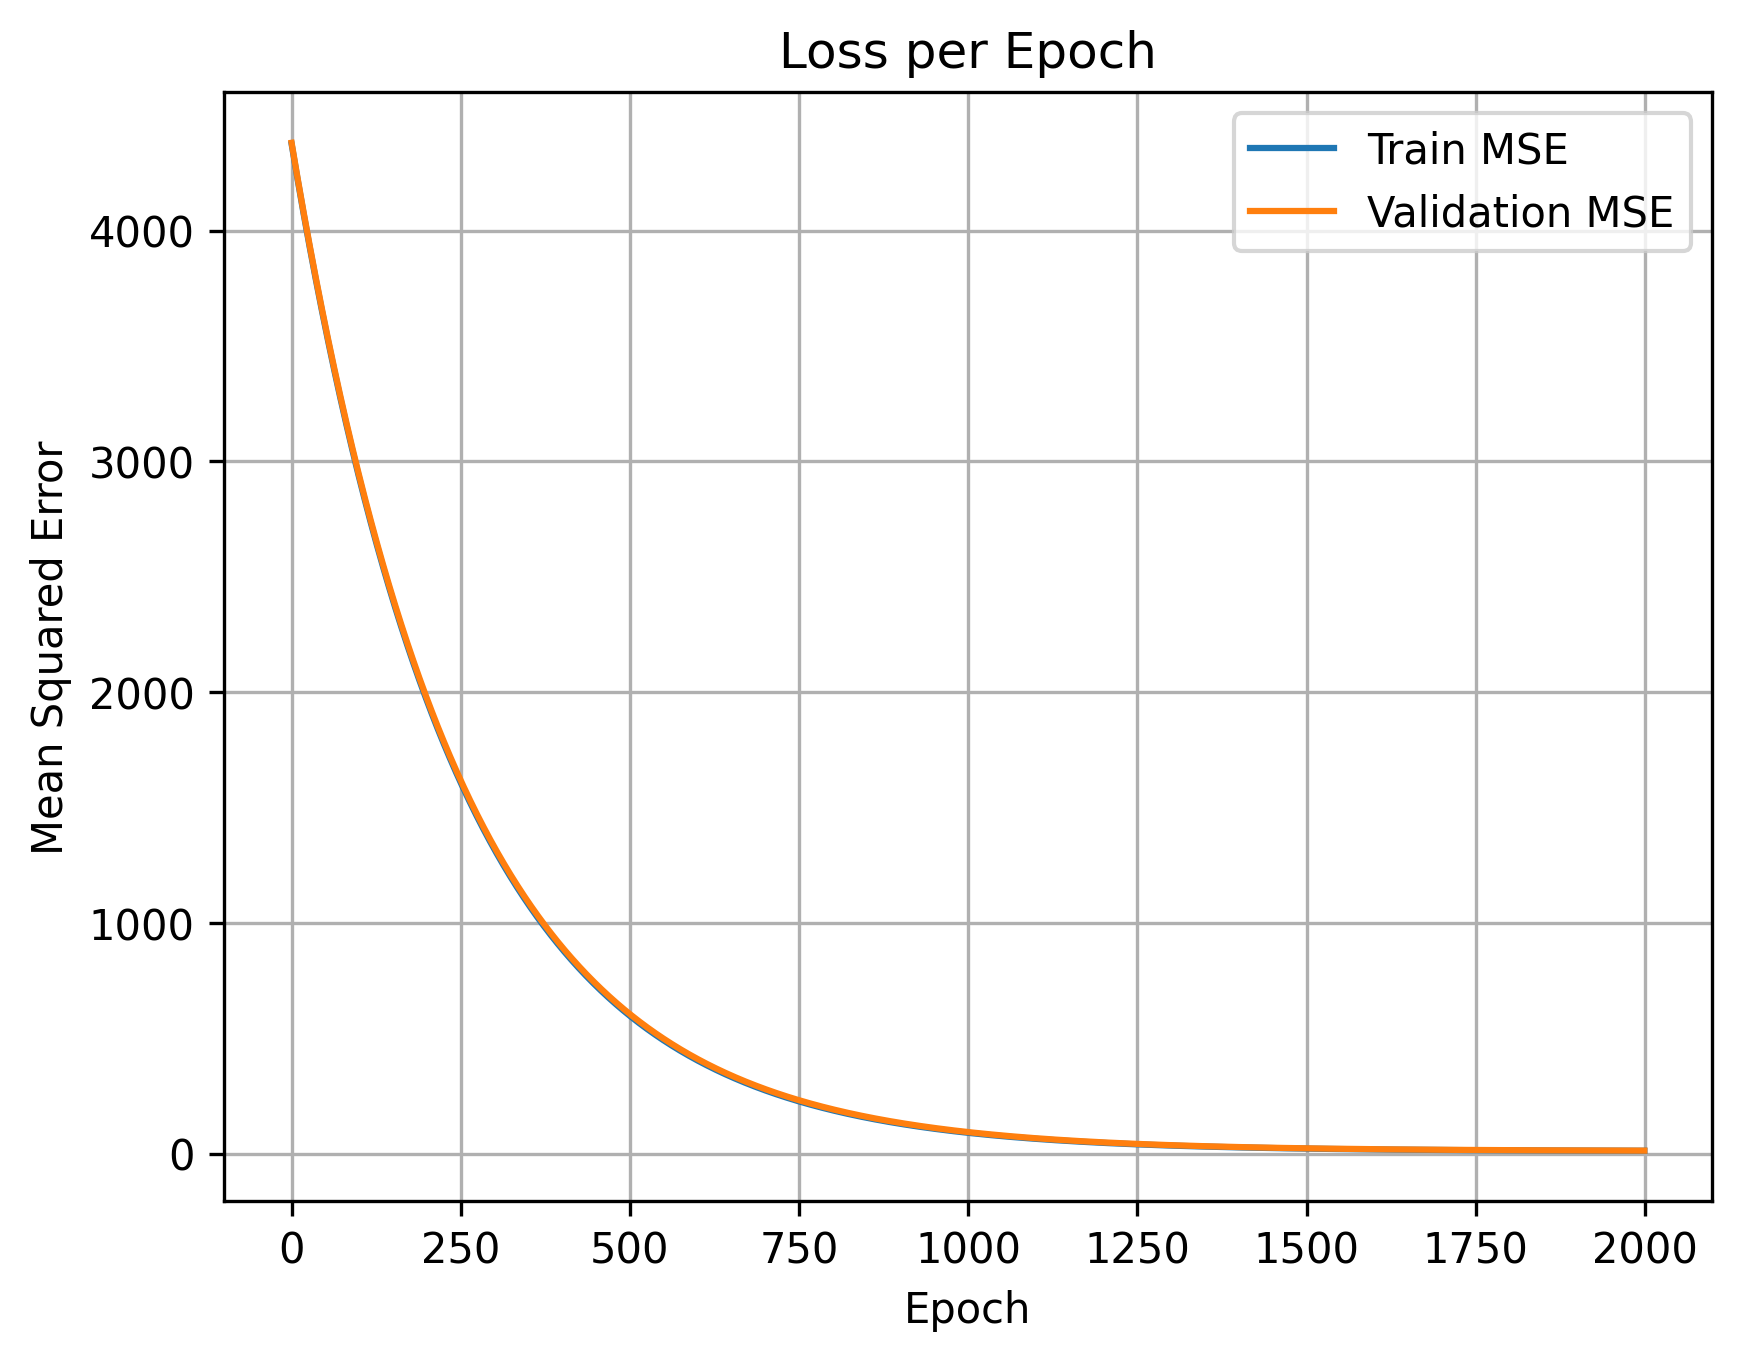 Loss per Epoch
Train MSE
Validation MSE
Mean Squared Error
4000
3000
2000
1000
0
0 250 500 750 1000 1250 1500 1750 2000
Epoch